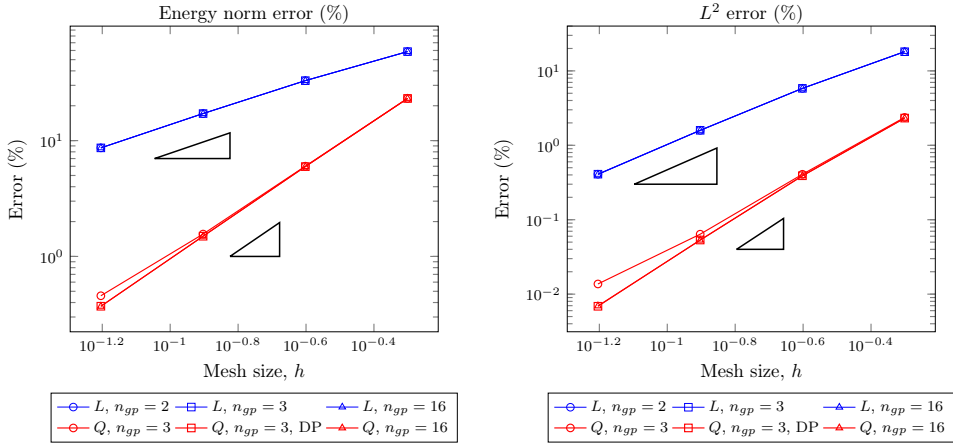 Energy norm error (%)
10^1
10^0
Error (%)
10^−1.2 10^−1 10^−0.8 10^−0.6 10^−0.4
Mesh size, h
L, n_gp = 2 L, n_gp = 3 L, n_gp = 16
Q, n_gp = 3 Q, n_gp = 3, DP Q, n_gp = 16
L^2 error (%)
10^1
10^0
10^−1
10^−2
Error (%)
10^−1.2 10^−1 10^−0.8 10^−0.6 10^−0.4
Mesh size, h
L, n_gp = 2 L, n_gp = 3 L, n_gp = 16
Q, n_gp = 3 Q, n_gp = 3, DP Q, n_gp = 16